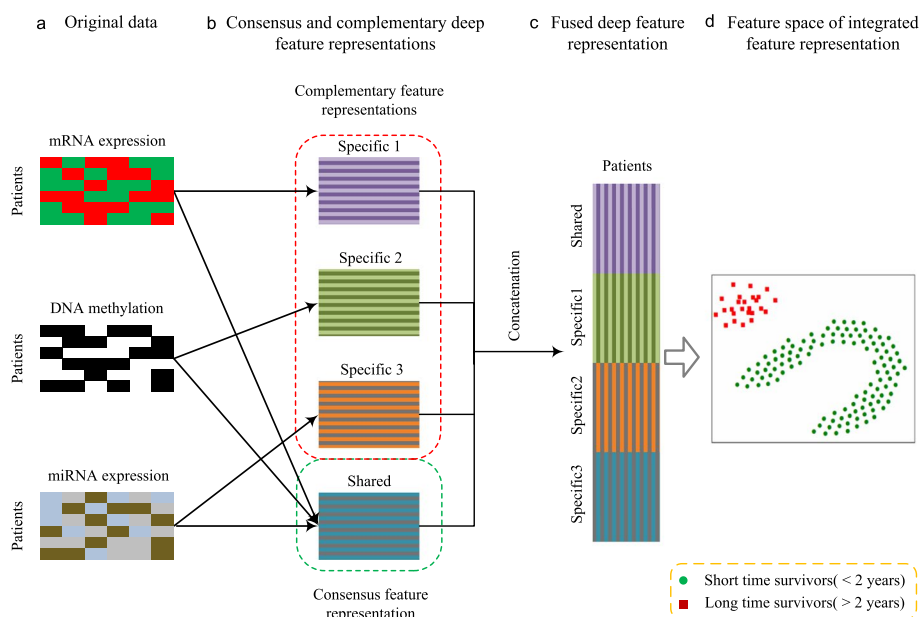 a Original data
b Consensus and complementary deep
feature representations
c Fused deep feature
representation
d Feature space of integrated
feature representation
mRNA expression
Patients
DNA methylation
Patients
miRNA expression
Patients
Complementary feature
representations
Specific 1
Specific 2
Specific 3
Shared
Consensus feature
representation
Concatenation
Patients
Shared
Specific1
Specific2
Specific3
Short time survivors( < 2 years)
Long time survivors( > 2 years)